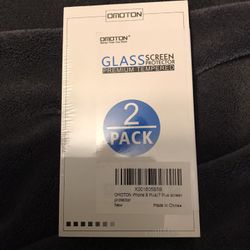 OMOTON
OMOTON
GLASS SCREEN
PROTECTOR
PREMIUM TEMPERED
2
PACK
OMOTON iPhone 8 Plus/7 Plus screen
protector
New
Made in China